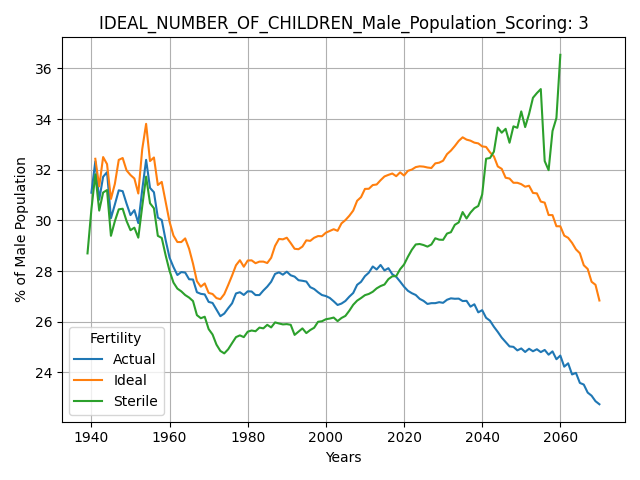 IDEAL_NUMBER_OF_CHILDREN_Male_Population_Scoring: 3
% of Male Population
36
34
32
30
28
26
24
Fertility
Actual
Ideal
Sterile
1940 1960 1980 2000 2020 2040 2060
Years